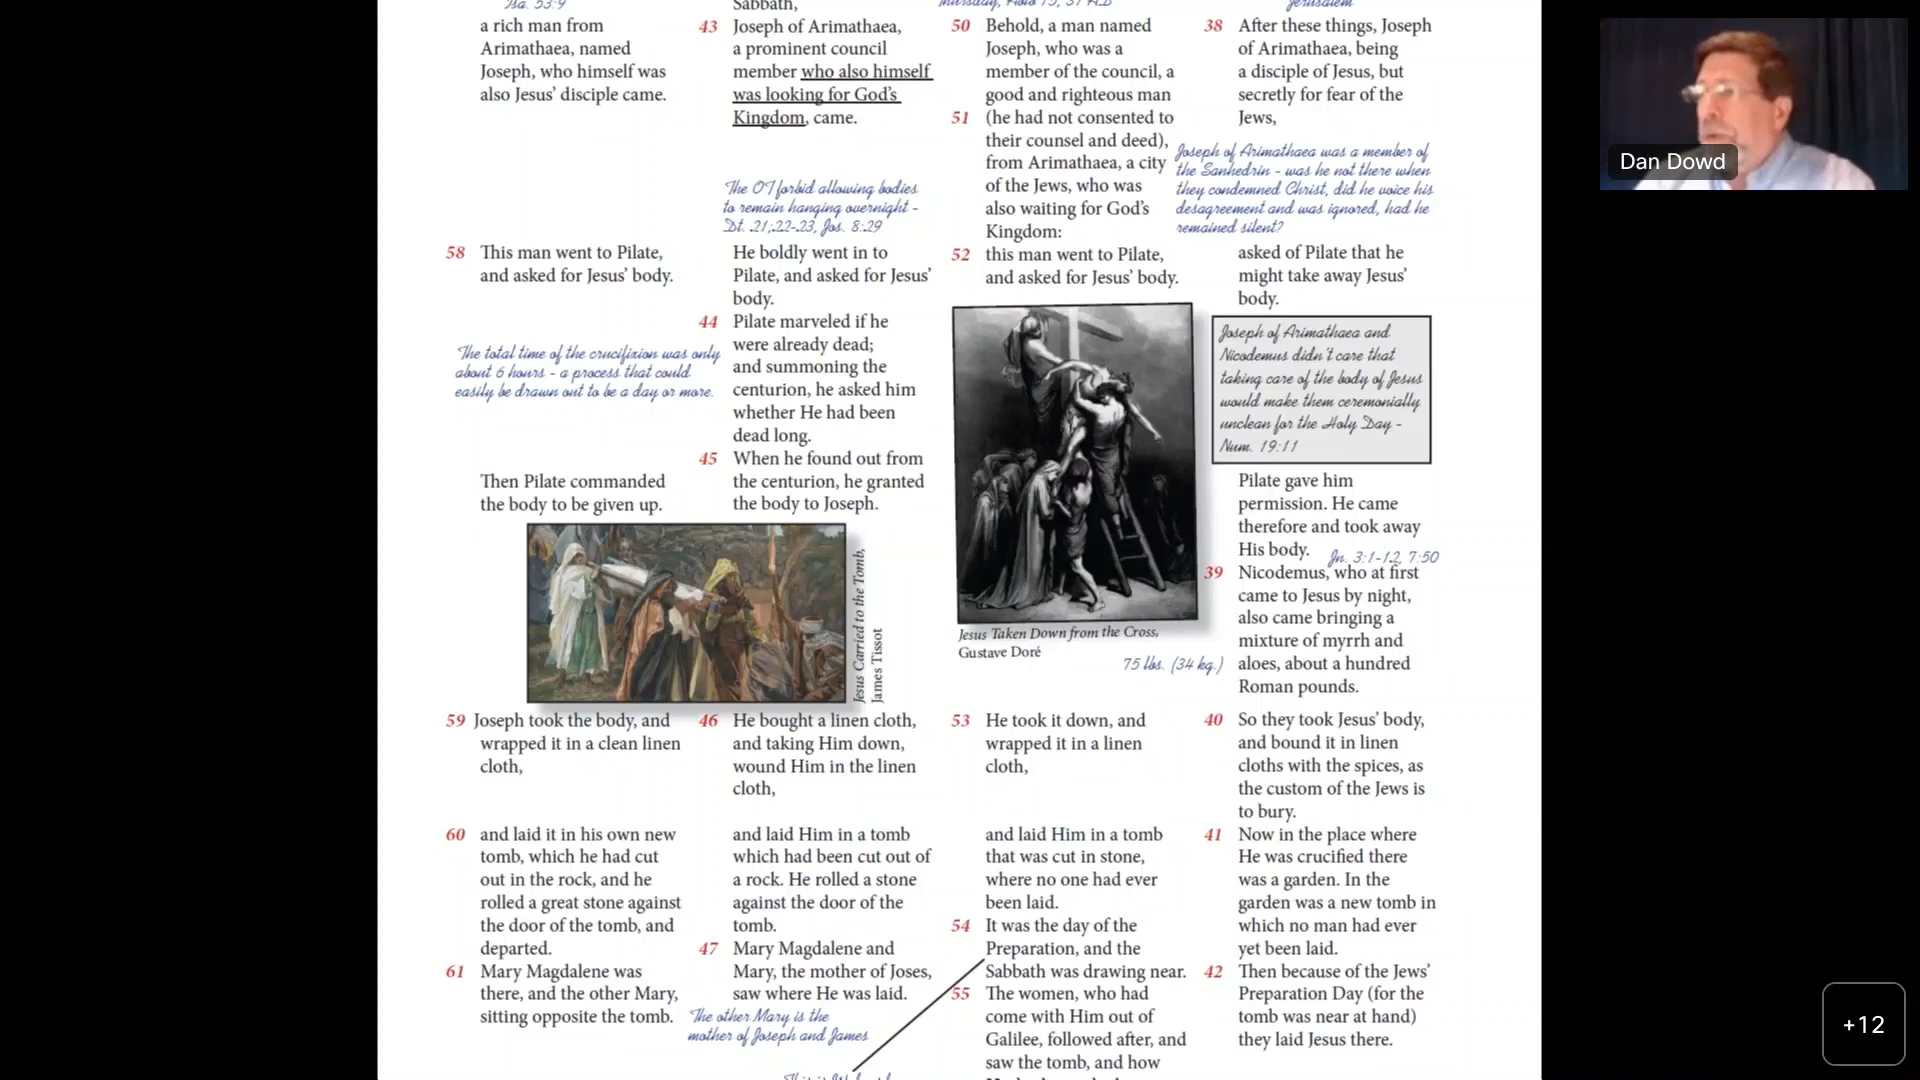 Isa. 53:9
a rich man from
Arimathaea, named
Joseph, who himself was
also Jesus' disciple came.
58 This man went to Pilate,
and asked for Jesus' body.
The total time of the crucifixion was only
about 6 hours - a process that could
easily be drawn out to be a day or more.
Then Pilate commanded
the body to be given up.
59 Joseph took the body, and
wrapped it in a clean linen
cloth,
60 and laid it in his own new
tomb, which he had cut
out in the rock, and he
rolled a great stone against
the door of the tomb, and
departed.
61 Mary Magdalene was
there, and the other Mary,
sitting opposite the tomb.
Sabbath,
43 Joseph of Arimathaea,
a prominent council
member who also himself
was looking for God's
Kingdom, came.
The OT forbid allowing bodies
to remain hanging overnight -
Dt. 21:22-23, Jos. 8:29
He boldly went in to
Pilate, and asked for Jesus'
body.
44 Pilate marveled if he
were already dead;
and summoning the
centurion, he asked him
whether He had been
dead long.
45 When he found out from
the centurion, he granted
the body to Joseph.
Jesus Carried to the Tomb,
James Tissot
46 He bought a linen cloth,
and taking Him down,
wound Him in the linen
cloth,
and laid Him in a tomb
which had been cut out of
a rock. He rolled a stone
against the door of the
tomb.
47 Mary Magdalene and
Mary, the mother of Joses,
saw where He was laid.
The other Mary is the
mother of Joseph and James
50 Behold, a man named
Joseph, who was a
member of the council, a
good and righteous man
51 (he had not consented to
their counsel and deed),
from Arimathaea, a city
of the Jews, who was
also waiting for God's
Kingdom:
52 this man went to Pilate,
and asked for Jesus' body.
Jesus Taken Down from the Cross,
Gustave Doré
75 lbs. (34 kg.)
53 He took it down, and
wrapped it in a linen
cloth,
and laid Him in a tomb
that was cut in stone,
where no one had ever
been laid.
54 It was the day of the
Preparation, and the
Sabbath was drawing near.
55 The women, who had
come with Him out of
Galilee, followed after, and
saw the tomb, and how
Jerusalem
38 After these things, Joseph
of Arimathaea, being
a disciple of Jesus, but
secretly for fear of the
Jews,
Joseph of Arimathaea was a member of
the Sanhedrin - was he not there when
they condemned Christ, did he voice his
desagreement and was ignored, had he
remained silent?
asked of Pilate that he
might take away Jesus'
body.
Joseph of Arimathaea and
Nicodemus didn't care that
taking care of the body of Jesus
would make them ceremonially
unclean for the Holy Day -
Num. 19:11
Pilate gave him
permission. He came
therefore and took away
His body.
Jn. 3:1-12, 7:50
39 Nicodemus, who at first
came to Jesus by night,
also came bringing a
mixture of myrrh and
aloes, about a hundred
Roman pounds.
40 So they took Jesus' body,
and bound it in linen
cloths with the spices, as
the custom of the Jews is
to bury.
41 Now in the place where
He was crucified there
was a garden. In the
garden was a new tomb in
which no man had ever
yet been laid.
42 Then because of the Jews'
Preparation Day (for the
tomb was near at hand)
they laid Jesus there.
Dan Dowd
+12